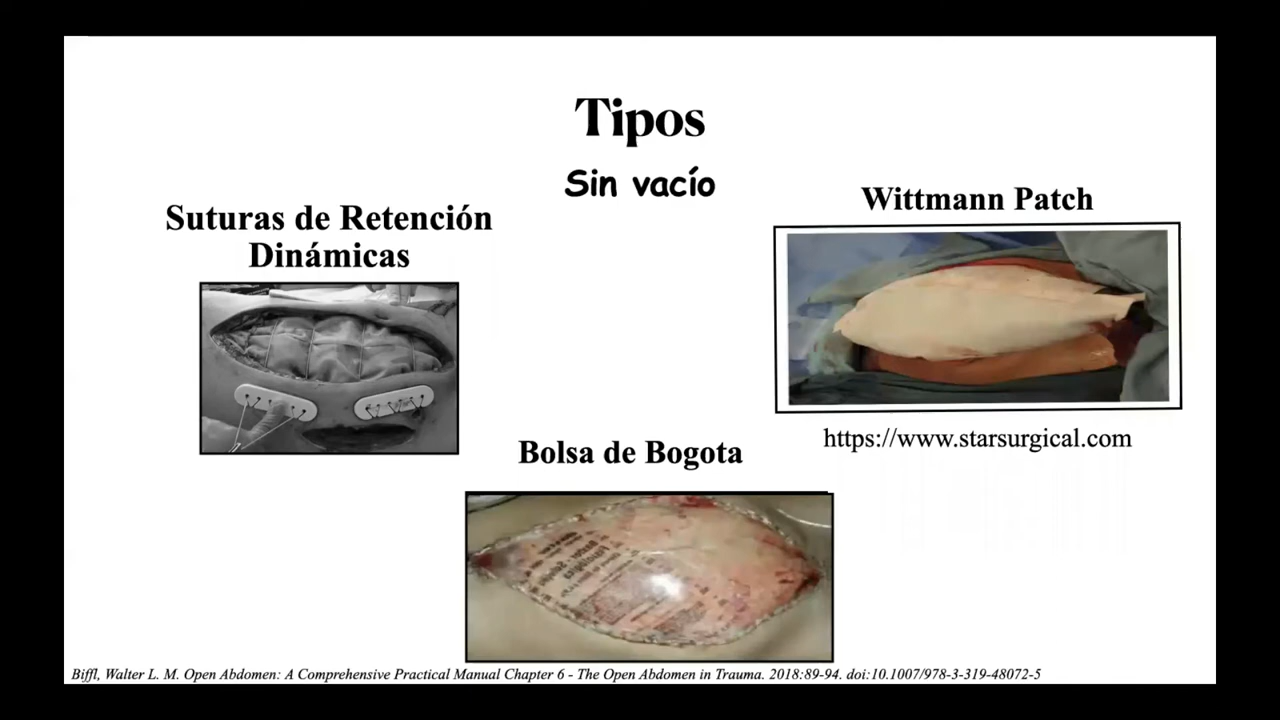 Tipos
Sin vacío
Suturas de Retención
Dinámicas
Wittmann Patch
https://www.starsurgical.com
Bolsa de Bogota
Biffl, Walter L. M. Open Abdomen: A Comprehensive Practical Manual Chapter 6 - The Open Abdomen in Trauma. 2018:89-94. doi:10.1007/978-3-319-48072-5